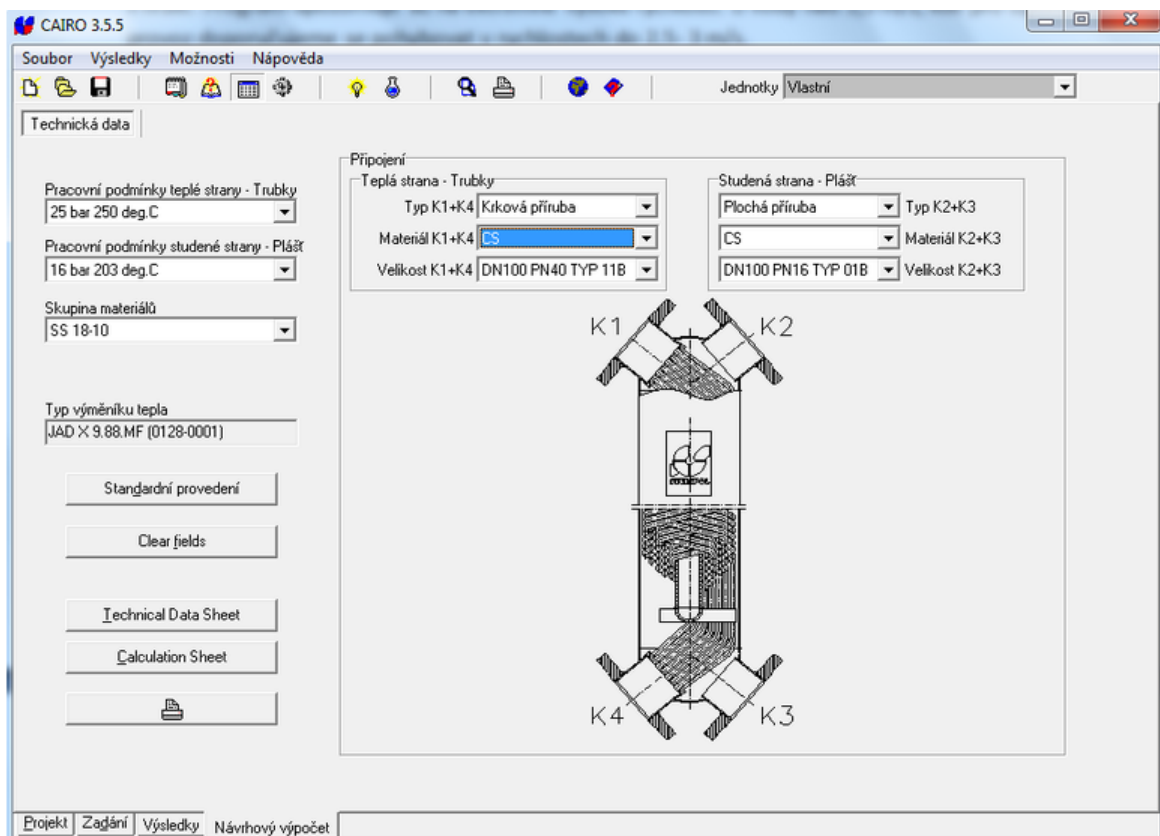 CAIRO 3.5.5
Soubor Výsledky Možnosti Nápověda
Jednotky Vlastní
Technická data
Připojení
Teplá strana - Trubky
Studená strana - Plášť
Pracovní podmínky teplé strany - Trubky
25 bar 250 deg.C
Typ K1+K4 Krková příruba
Plochá příruba Typ K2+K3
Materiál K1+K4 CS
CS Materiál K2+K3
Pracovní podmínky studené strany - Plášť
16 bar 203 deg.C
Velikost K1+K4 DN100 PN40 TYP 11B
DN100 PN16 TYP 01B Velikost K2+K3
Skupina materiálů
SS 18-10
K1 K2
Typ výměníku tepla
JAD X 9.88.MF (0128-0001)
Standardní provedení
Clear fields
Technical Data Sheet
Calculation Sheet
K4 K3
Projekt Zadání Výsledky Návrhový výpočet